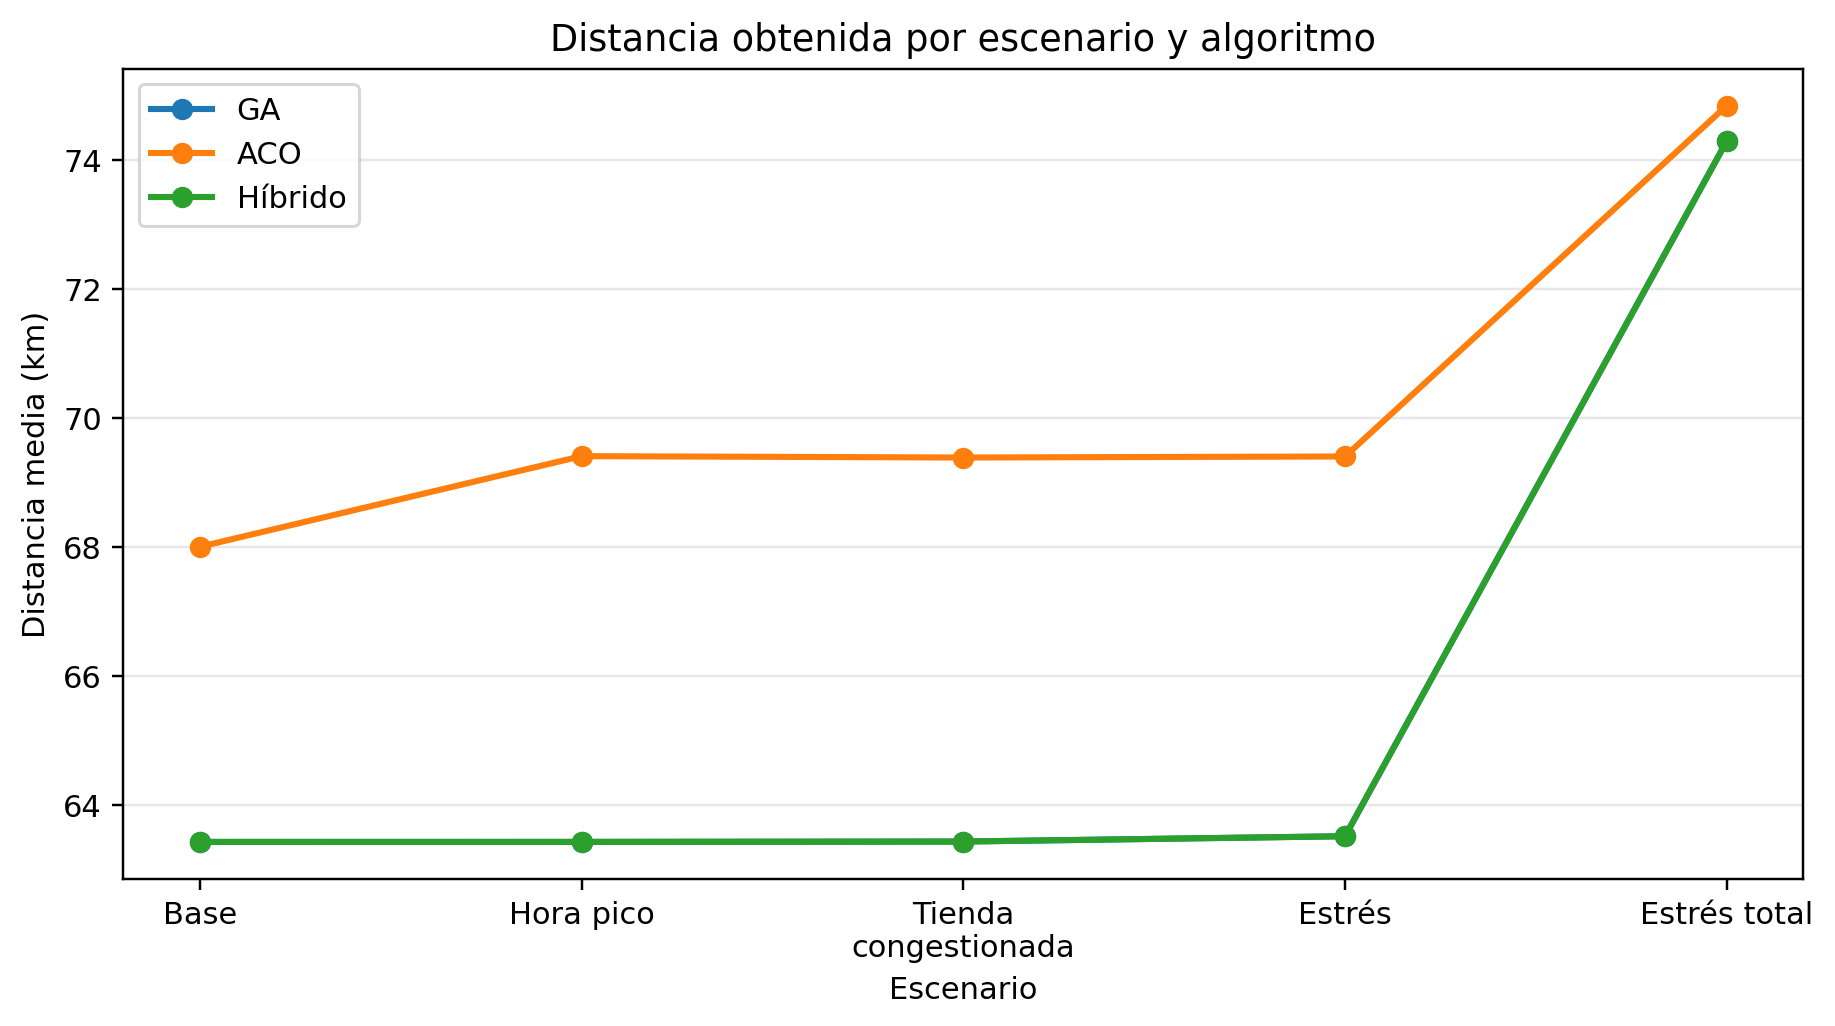 Distancia obtenida por escenario y algoritmo
GA
ACO
Híbrido
Distancia media (km)
74
72
70
68
66
64
Base
Hora pico
Tienda
congestionada
Estrés
Estrés total
Escenario